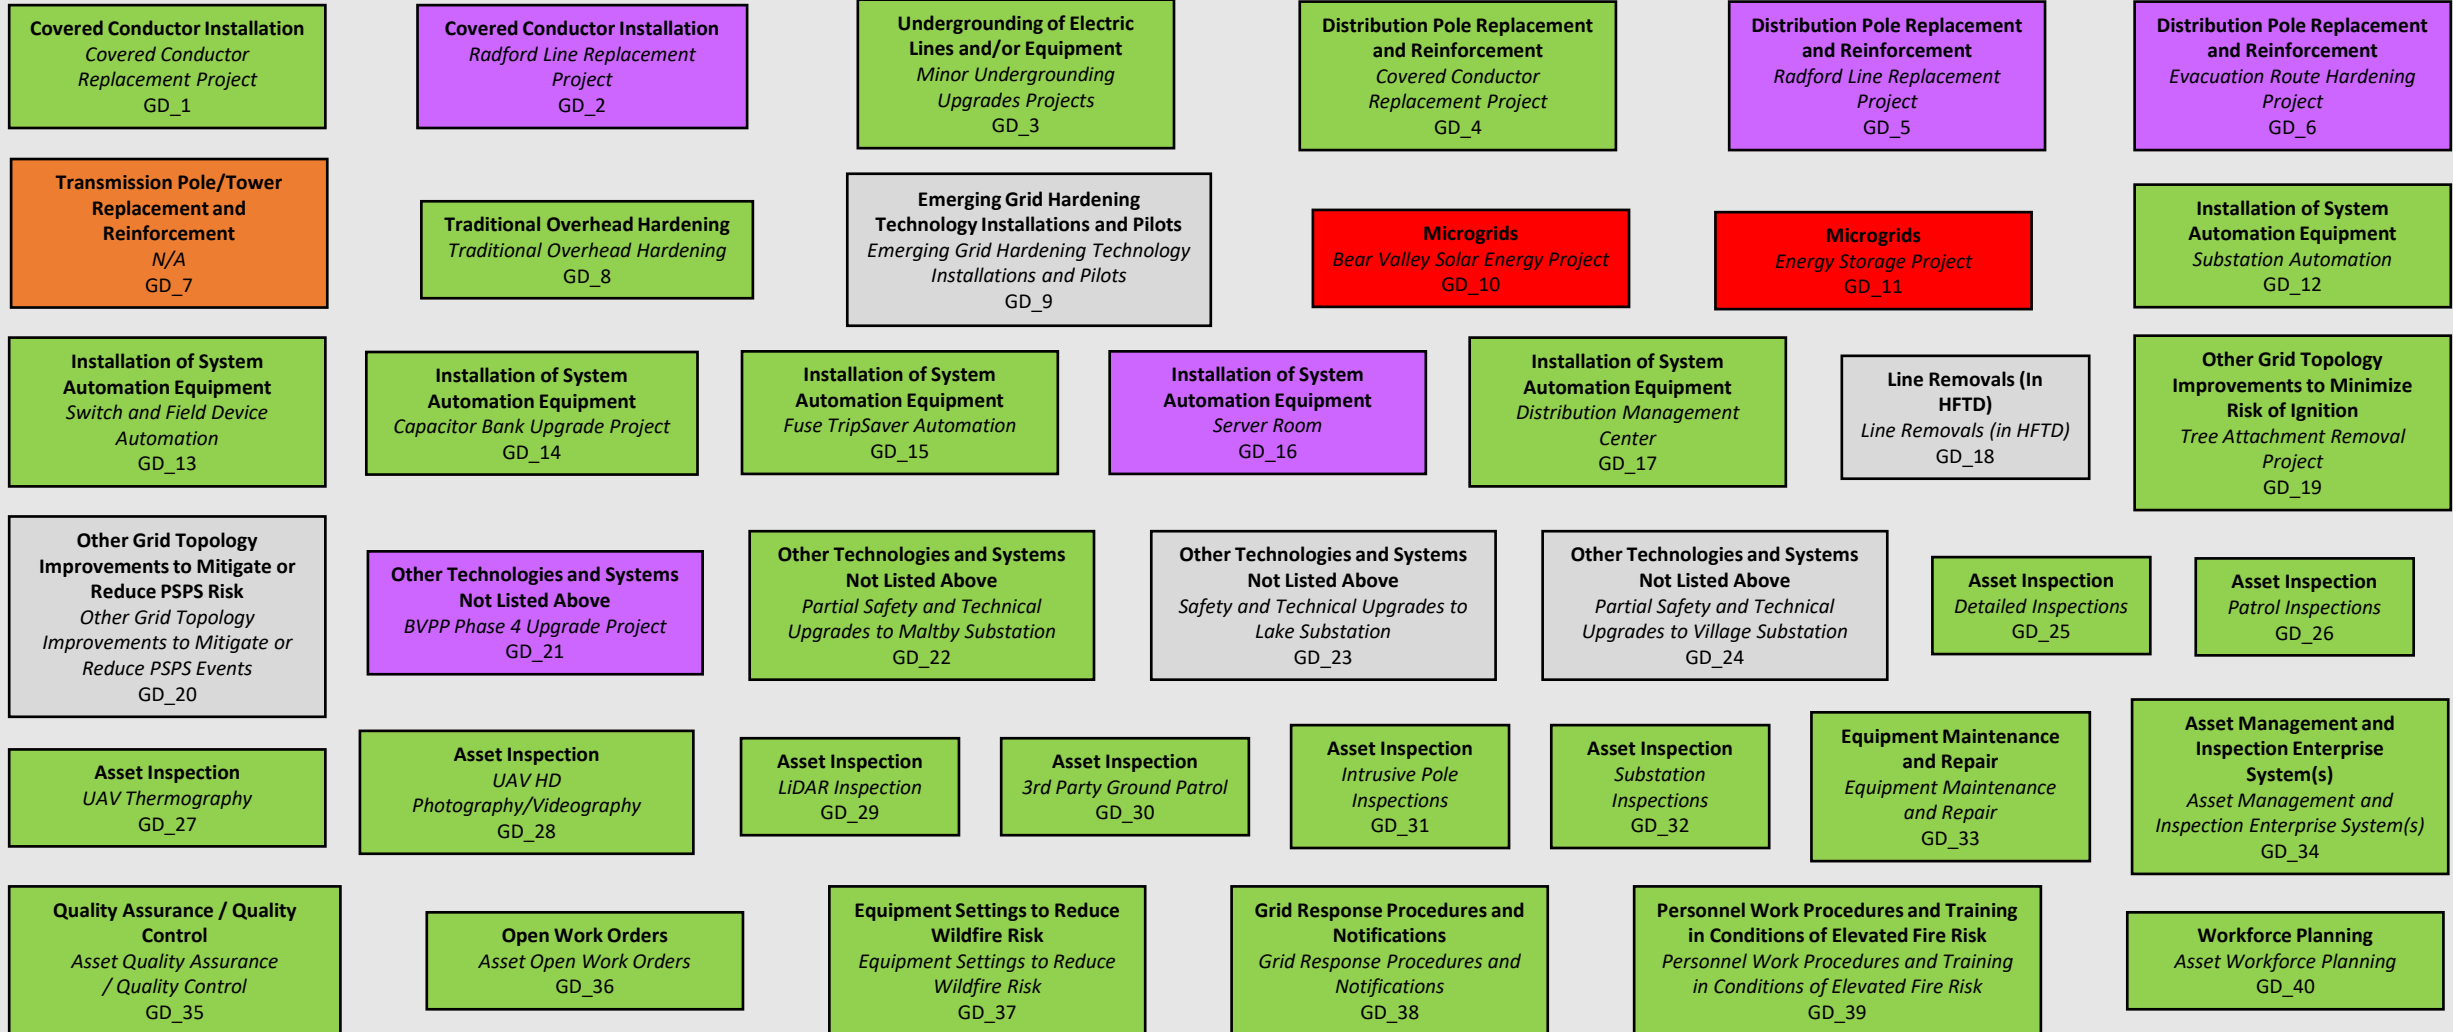 Covered Conductor Installation
Covered Conductor
Replacement Project
GD_1
Covered Conductor Installation
Radford Line Replacement
Project
GD_2
Undergrounding of Electric
Lines and/or Equipment
Minor Undergrounding
Upgrades Projects
GD_3
Distribution Pole Replacement
and Reinforcement
Covered Conductor
Replacement Project
GD_4
Distribution Pole Replacement
and Reinforcement
Radford Line Replacement
Project
GD_5
Distribution Pole Replacement
and Reinforcement
Evacuation Route Hardening
Project
GD_6
Transmission Pole/Tower
Replacement and
Reinforcement
N/A
GD_7
Traditional Overhead Hardening
Traditional Overhead Hardening
GD_8
Emerging Grid Hardening
Technology Installations and Pilots
Emerging Grid Hardening Technology
Installations and Pilots
GD_9
Microgrids
Bear Valley Solar Energy Project
GD_10
Microgrids
Energy Storage Project
GD_11
Installation of System
Automation Equipment
Substation Automation
GD_12
Installation of System
Automation Equipment
Switch and Field Device
Automation
GD_13
Installation of System
Automation Equipment
Capacitor Bank Upgrade Project
GD_14
Installation of System
Automation Equipment
Fuse TripSaver Automation
GD_15
Installation of System
Automation Equipment
Server Room
GD_16
Installation of System
Automation Equipment
Distribution Management
Center
GD_17
Line Removals (In
HFTD)
Line Removals (in HFTD)
GD_18
Other Grid Topology
Improvements to Minimize
Risk of Ignition
Tree Attachment Removal
Project
GD_19
Other Grid Topology
Improvements to Mitigate or
Reduce PSPS Risk
Other Grid Topology
Improvements to Mitigate or
Reduce PSPS Events
GD_20
Other Technologies and Systems
Not Listed Above
BVPP Phase 4 Upgrade Project
GD_21
Other Technologies and Systems
Not Listed Above
Partial Safety and Technical
Upgrades to Maltby Substation
GD_22
Other Technologies and Systems
Not Listed Above
Safety and Technical Upgrades to
Lake Substation
GD_23
Other Technologies and Systems
Not Listed Above
Partial Safety and Technical
Upgrades to Village Substation
GD_24
Asset Inspection
Detailed Inspections
GD_25
Asset Inspection
Patrol Inspections
GD_26
Asset Inspection
UAV Thermography
GD_27
Asset Inspection
UAV HD
Photography/Videography
GD_28
Asset Inspection
LiDAR Inspection
GD_29
Asset Inspection
3rd Party Ground Patrol
GD_30
Asset Inspection
Intrusive Pole
Inspections
GD_31
Asset Inspection
Substation
Inspections
GD_32
Equipment Maintenance
and Repair
Equipment Maintenance
and Repair
GD_33
Asset Management and
Inspection Enterprise
System(s)
Asset Management and
Inspection Enterprise System(s)
GD_34
Quality Assurance / Quality
Control
Asset Quality Assurance
/ Quality Control
GD_35
Open Work Orders
Asset Open Work Orders
GD_36
Equipment Settings to Reduce
Wildfire Risk
Equipment Settings to Reduce
Wildfire Risk
GD_37
Grid Response Procedures and
Notifications
Grid Response Procedures and
Notifications
GD_38
Personnel Work Procedures and Training
in Conditions of Elevated Fire Risk
Personnel Work Procedures and Training
in Conditions of Elevated Fire Risk
GD_39
Workforce Planning
Asset Workforce Planning
GD_40